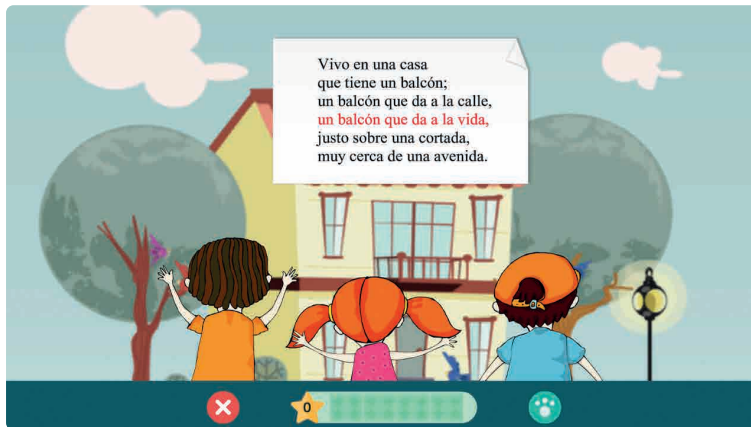 Vivo en una casa
que tiene un balcón;
un balcón que da a la calle,
un balcón que da a la vida,
justo sobre una cortada,
muy cerca de una avenida.
0